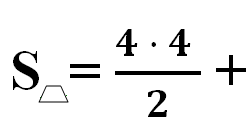 S⏢ = 4 · 4 / 2 +